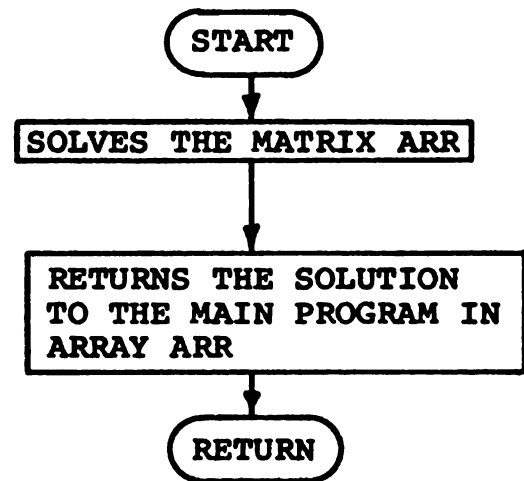 START
SOLVES THE MATRIX ARR
RETURNS THE SOLUTION
TO THE MAIN PROGRAM IN
ARRAY ARR
RETURN